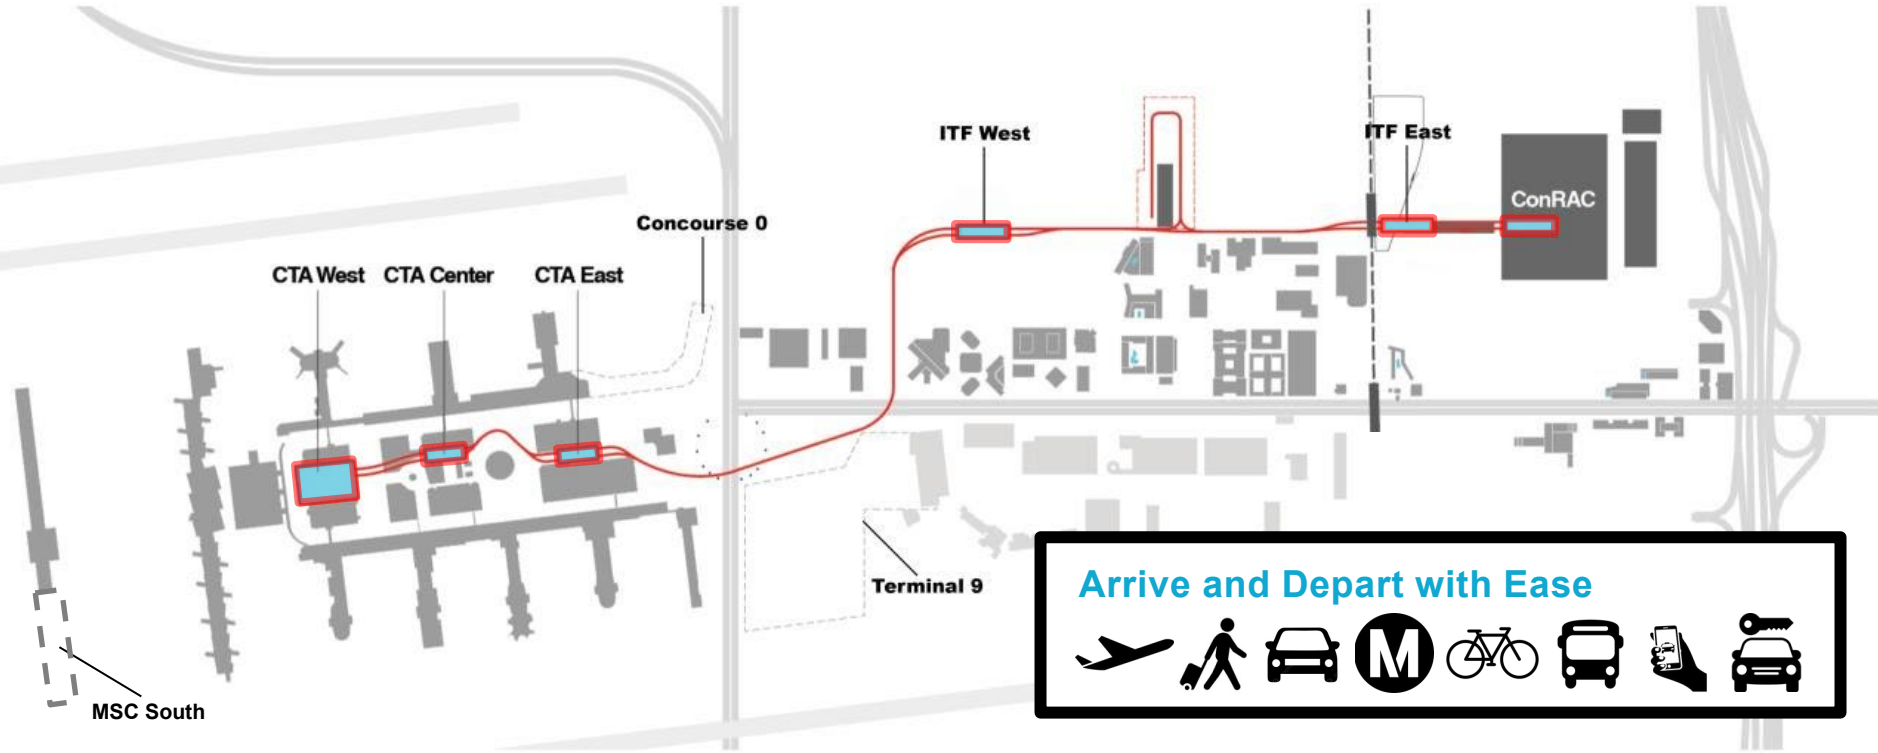 ITF West
ITF East
ConRAC
Concourse 0
CTA West
CTA Center
CTA East
Terminal 9
MSC South
Arrive and Depart with Ease
M